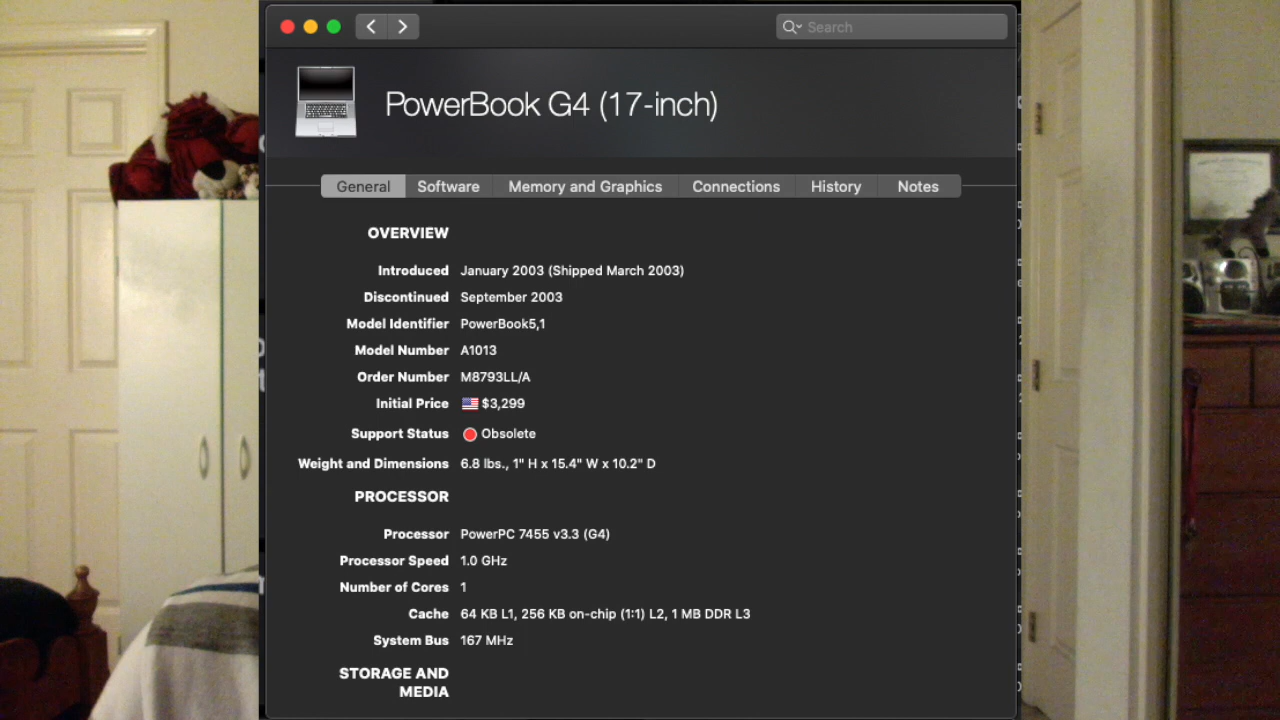 Search
PowerBook G4 (17-inch)
General Software Memory and Graphics Connections History Notes
OVERVIEW
Introduced January 2003 (Shipped March 2003)
Discontinued September 2003
Model Identifier PowerBook5,1
Model Number A1013
Order Number M8793LL/A
Initial Price $3,299
Support Status Obsolete
Weight and Dimensions 6.8 lbs., 1" H x 15.4" W x 10.2" D
PROCESSOR
Processor PowerPC 7455 v3.3 (G4)
Processor Speed 1.0 GHz
Number of Cores 1
Cache 64 KB L1, 256 KB on-chip (1:1) L2, 1 MB DDR L3
System Bus 167 MHz
STORAGE AND
MEDIA